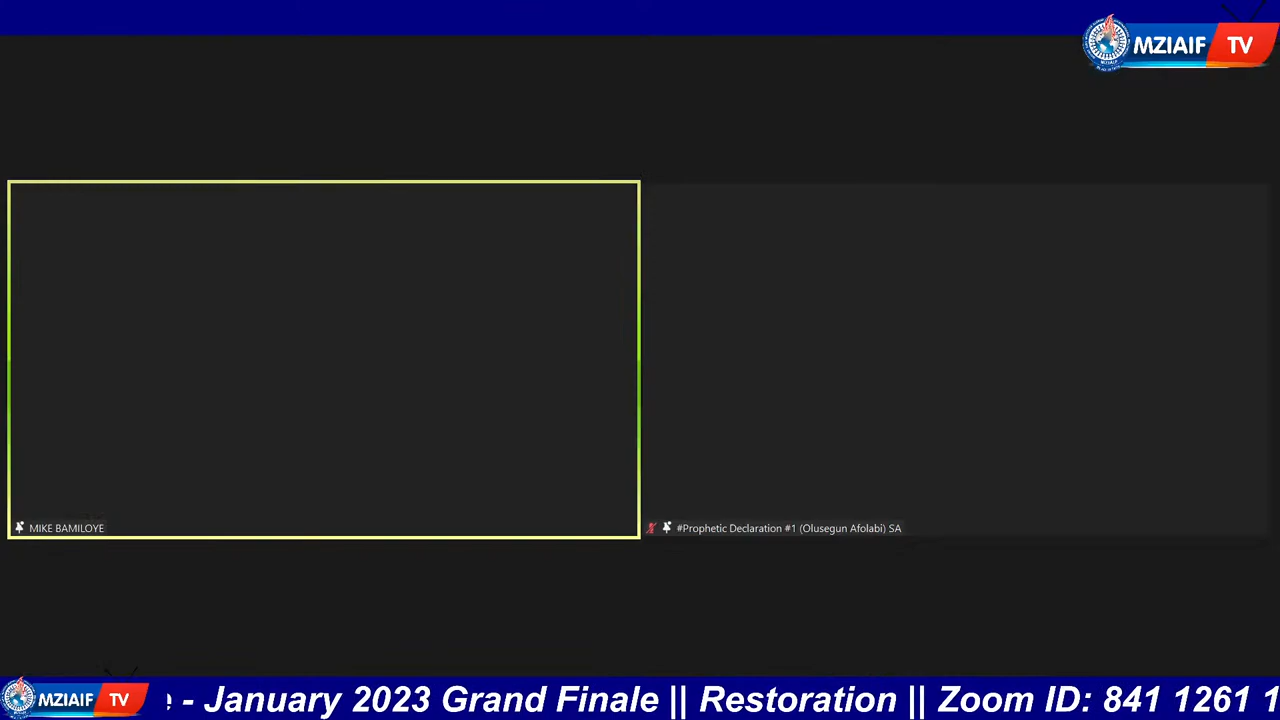 MZIAIF TV
MIKE BAMILOYE
#Prophetic Declaration #1 (Olusegun Afolabi) SA
MZIAIF TV
- January 2023 Grand Finale || Restoration || Zoom ID: 841 1261 1